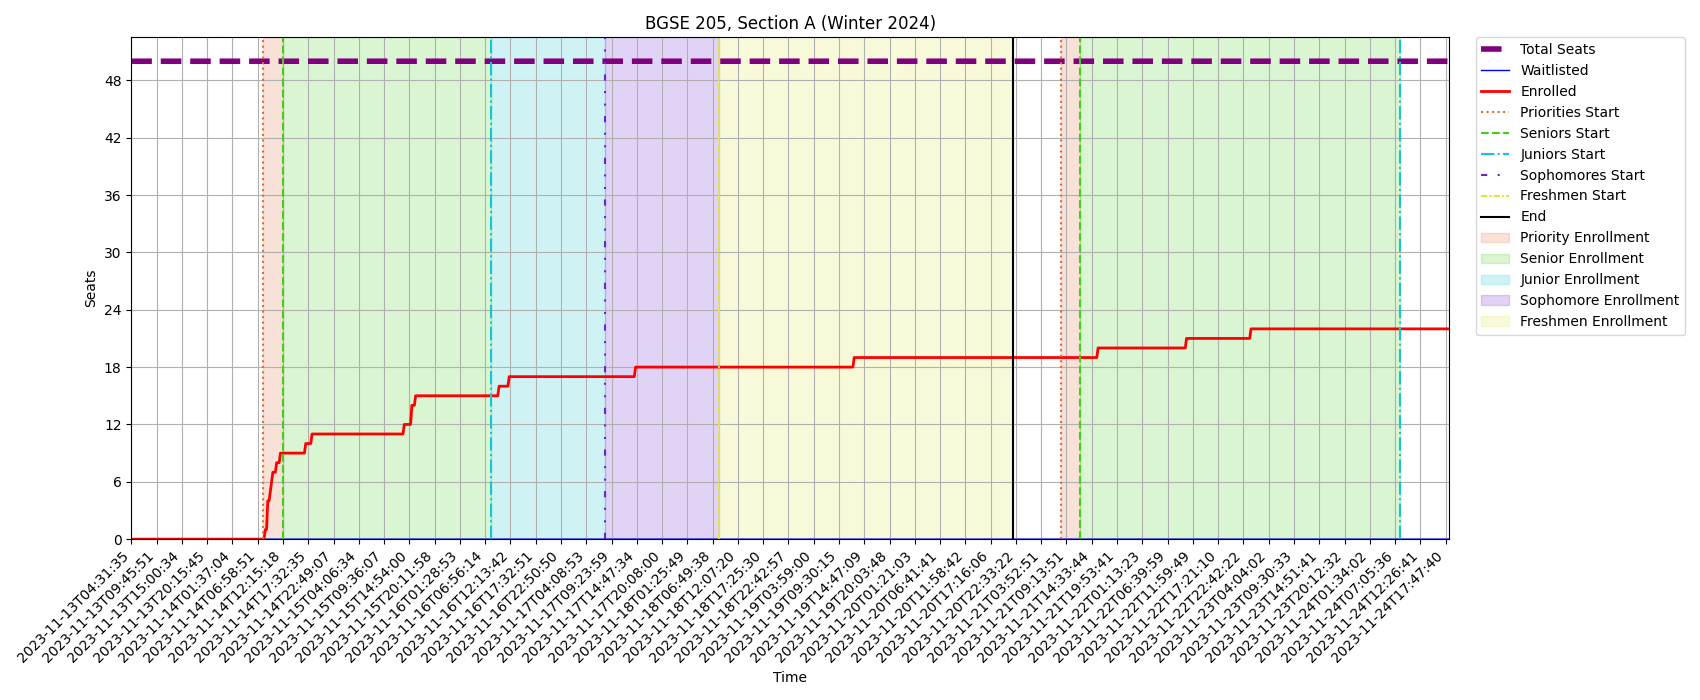 BGSE 205, Section A (Winter 2024)
Total Seats
Waitlisted
Enrolled
Priorities Start
Seniors Start
Juniors Start
Sophomores Start
Freshmen Start
End
Priority Enrollment
Senior Enrollment
Junior Enrollment
Sophomore Enrollment
Freshmen Enrollment
Seats
48
42
36
30
24
18
12
6
0
2023-11-13T04:31:35
2023-11-13T09:45:51
2023-11-13T15:00:34
2023-11-13T20:15:45
2023-11-14T01:37:04
2023-11-14T06:58:51
2023-11-14T12:15:18
2023-11-14T17:32:35
2023-11-14T22:49:07
2023-11-15T04:06:34
2023-11-15T09:36:07
2023-11-15T14:54:00
2023-11-15T20:11:58
2023-11-16T01:28:53
2023-11-16T06:56:14
2023-11-16T12:13:42
2023-11-16T17:32:51
2023-11-16T22:50:50
2023-11-17T04:08:53
2023-11-17T09:23:59
2023-11-17T14:47:34
2023-11-17T20:08:00
2023-11-18T01:25:49
2023-11-18T06:49:38
2023-11-18T12:07:20
2023-11-18T17:25:30
2023-11-18T22:42:57
2023-11-19T03:59:00
2023-11-19T09:30:15
2023-11-19T14:47:09
2023-11-19T20:03:48
2023-11-20T01:21:03
2023-11-20T06:41:41
2023-11-20T11:58:42
2023-11-20T17:16:06
2023-11-20T22:33:22
2023-11-21T03:52:51
2023-11-21T09:13:51
2023-11-21T14:33:44
2023-11-21T19:53:41
2023-11-22T01:13:23
2023-11-22T06:39:59
2023-11-22T11:59:49
2023-11-22T17:21:10
2023-11-22T22:42:22
2023-11-23T04:04:02
2023-11-23T09:30:33
2023-11-23T14:51:41
2023-11-23T20:12:32
2023-11-24T01:34:02
2023-11-24T07:05:36
2023-11-24T12:26:41
2023-11-24T17:47:40
Time